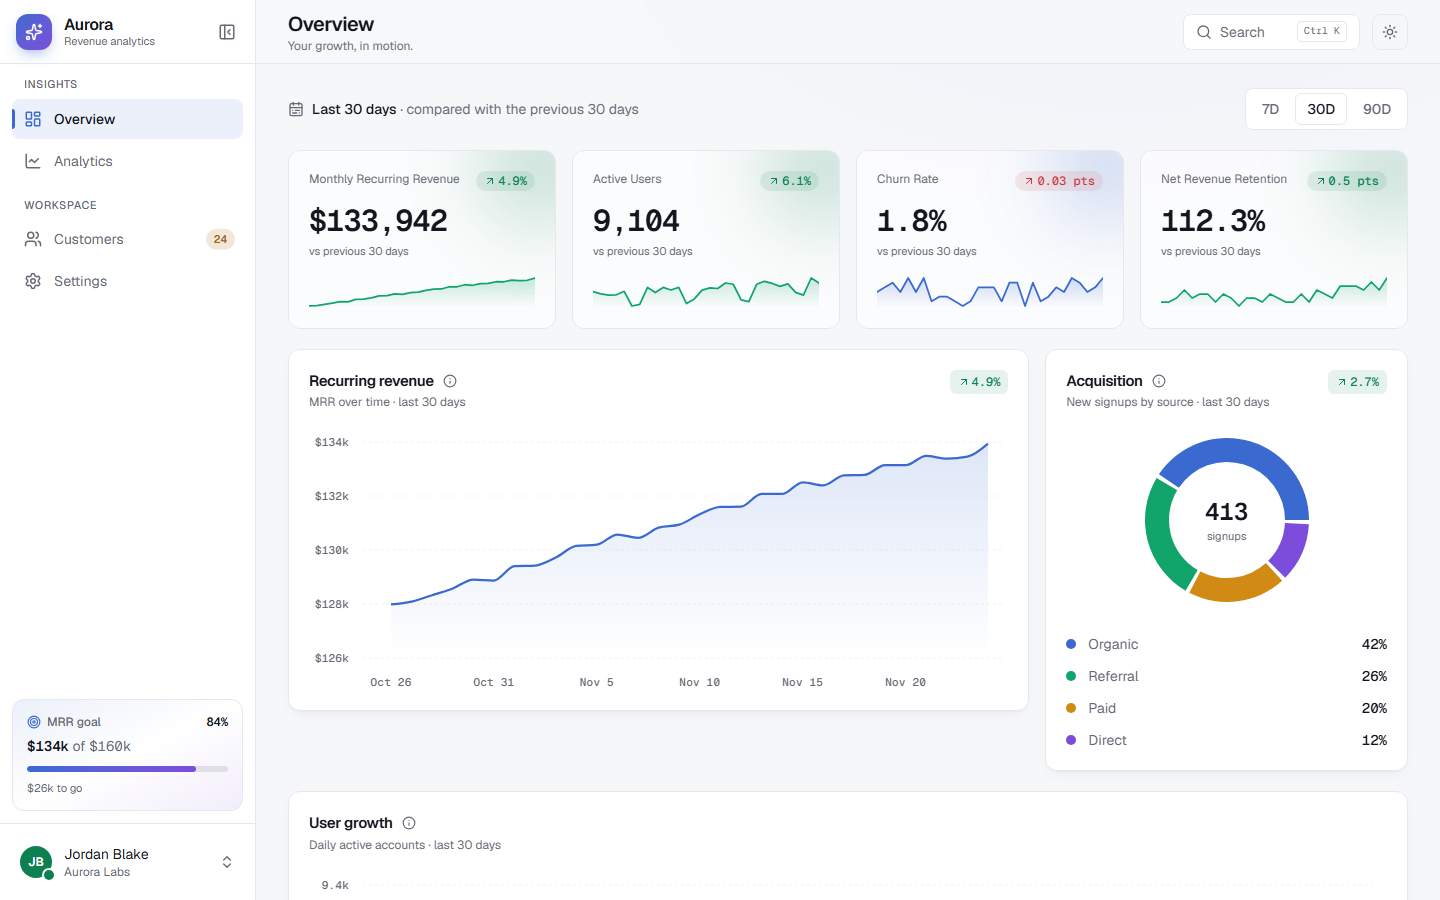 Aurora
Revenue analytics
INSIGHTS
Overview
Analytics
WORKSPACE
Customers
24
Settings
MRR goal
84%
$134k of $160k
$26k to go
JB
Jordan Blake
Aurora Labs
Overview
Your growth, in motion.
Search
Ctrl K
Last 30 days · compared with the previous 30 days
7D
30D
90D
Monthly Recurring Revenue
4.9%
$133,942
vs previous 30 days
Active Users
6.1%
9,104
vs previous 30 days
Churn Rate
0.03 pts
1.8%
vs previous 30 days
Net Revenue Retention
0.5 pts
112.3%
vs previous 30 days
Recurring revenue
4.9%
MRR over time · last 30 days
$134k
$132k
$130k
$128k
$126k
Oct 26
Oct 31
Nov 5
Nov 10
Nov 15
Nov 20
Acquisition
2.7%
New signups by source · last 30 days
413
signups
Organic
42%
Referral
26%
Paid
20%
Direct
12%
User growth
Daily active accounts · last 30 days
9.4k